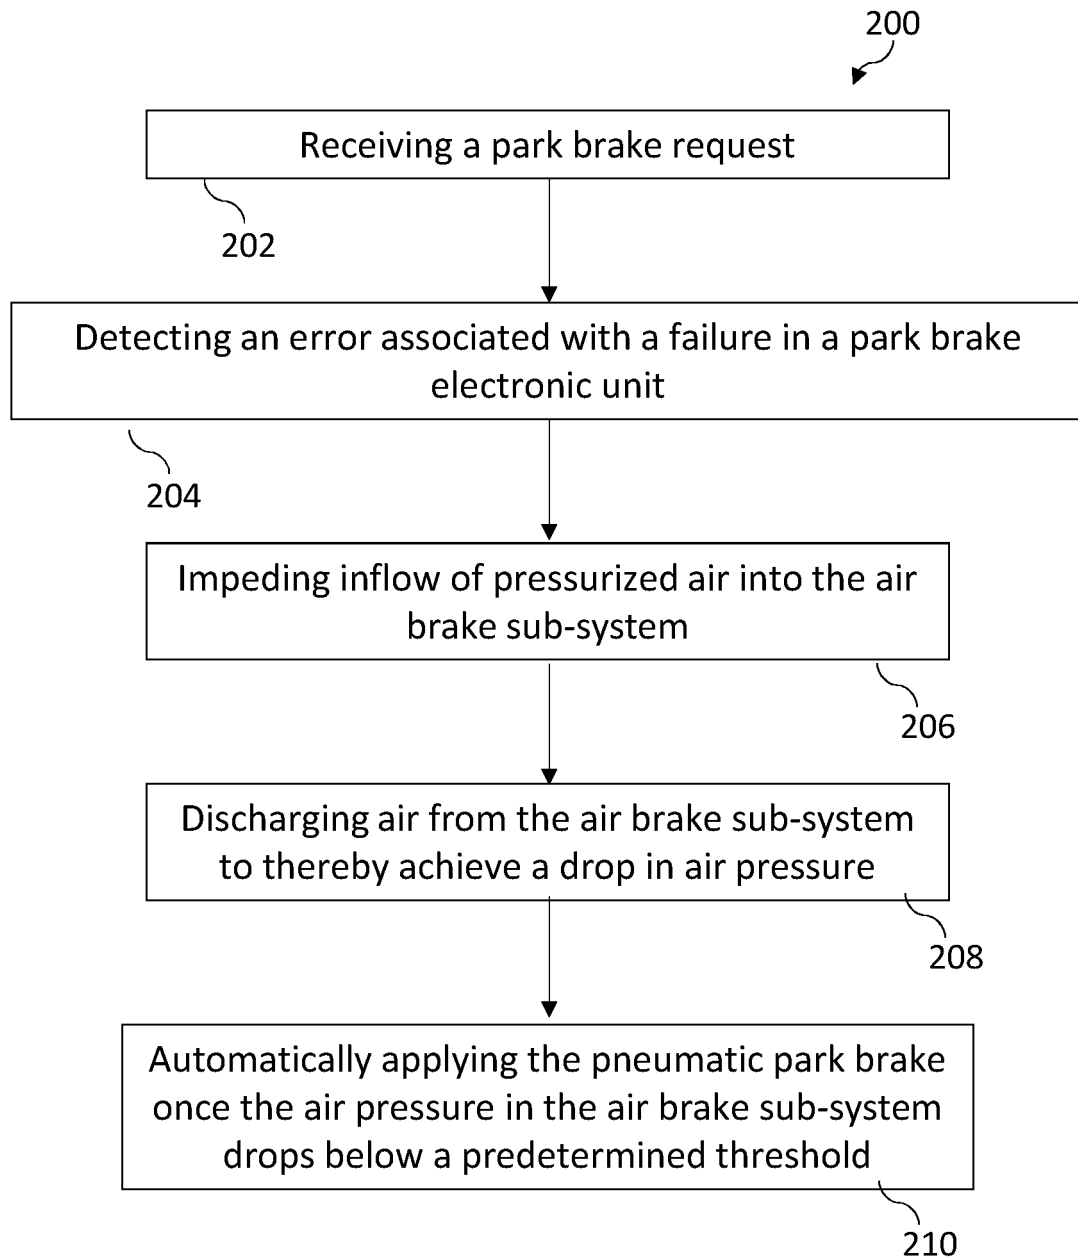 200
Receiving a park brake request
202
Detecting an error associated with a failure in a park brake
electronic unit
204
Impeding inflow of pressurized air into the air
brake sub-system
206
Discharging air from the air brake sub-system
to thereby achieve a drop in air pressure
208
Automatically applying the pneumatic park brake
once the air pressure in the air brake sub-system
drops below a predetermined threshold
210